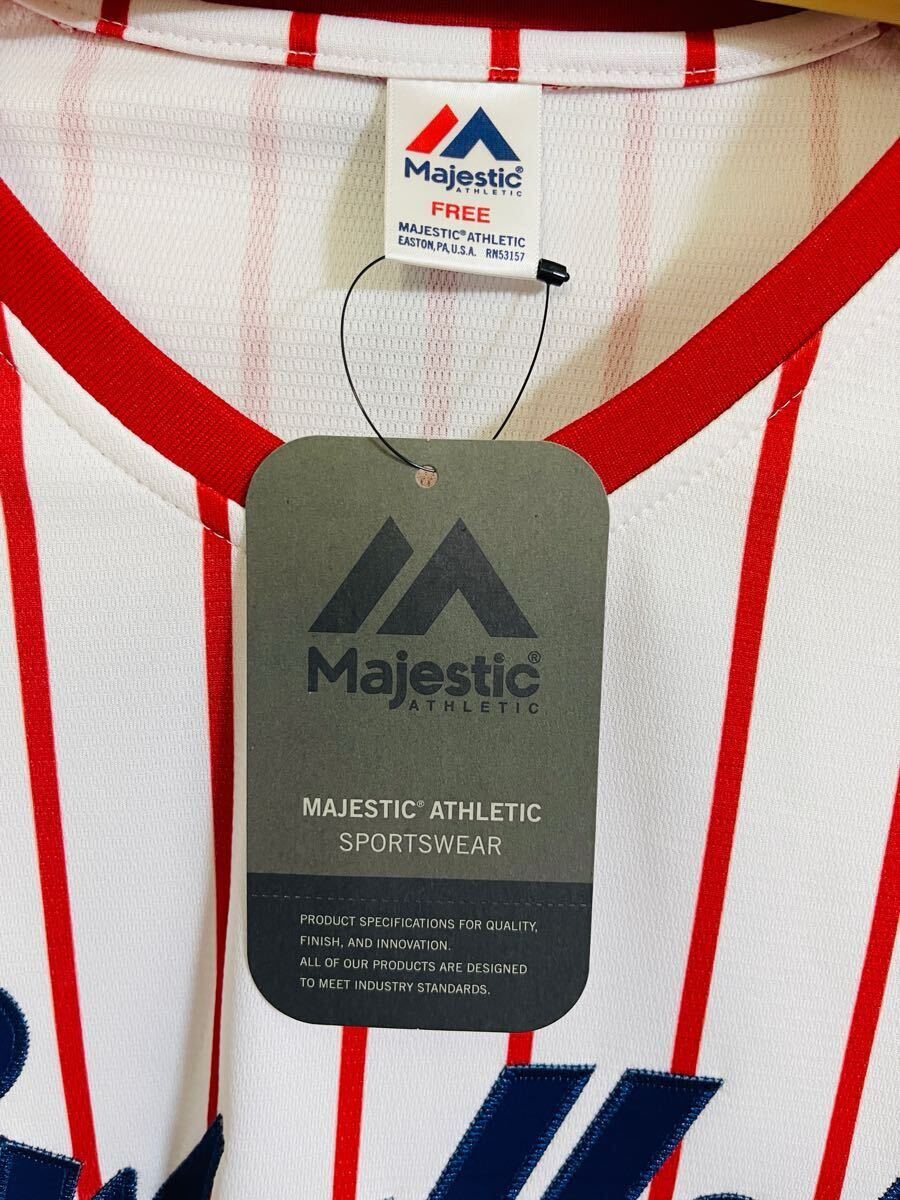 Majestic®
ATHLETIC
FREE
MAJESTIC® ATHLETIC
EASTON, PA, U.S.A. RN53157
Majestic®
ATHLETIC
MAJESTIC® ATHLETIC
SPORTSWEAR
PRODUCT SPECIFICATIONS FOR QUALITY,
FINISH, AND INNOVATION.
ALL OF OUR PRODUCTS ARE DESIGNED
TO MEET INDUSTRY STANDARDS.